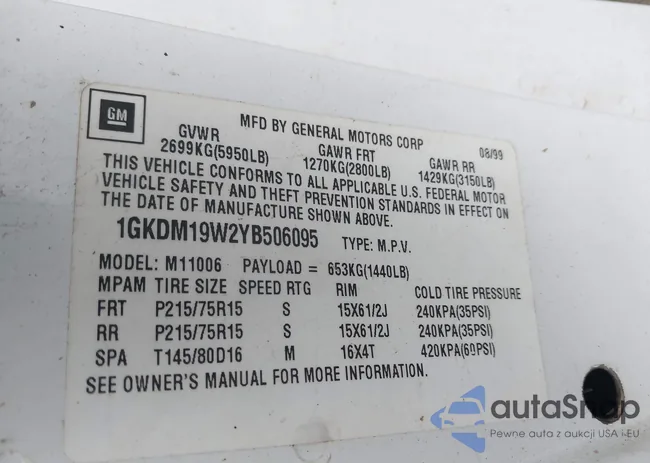 GM
MFD BY GENERAL MOTORS CORP 08/99
GVWR GAWR FRT GAWR RR
2699KG(5950LB) 1270KG(2800LB) 1429KG(3150LB)
THIS VEHICLE CONFORMS TO ALL APPLICABLE U.S. FEDERAL MOTOR
VEHICLE SAFETY AND THEFT PREVENTION STANDARDS IN EFFECT ON
THE DATE OF MANUFACTURE SHOWN ABOVE.
1GKDM19W2YB506095 TYPE: M.P.V.
MODEL: M11006 PAYLOAD = 653KG(1440LB)
MPAM TIRE SIZE SPEED RTG RIM COLD TIRE PRESSURE
FRT P215/75R15 S 15X61/2J 240KPA(35PSI)
RR P215/75R15 S 15X61/2J 240KPA(35PSI)
SPA T145/80D16 M 16X4T 420KPA(60PSI)
SEE OWNER'S MANUAL FOR MORE INFORMATION.
autaSnap
Pewne auta z aukcji USA i EU